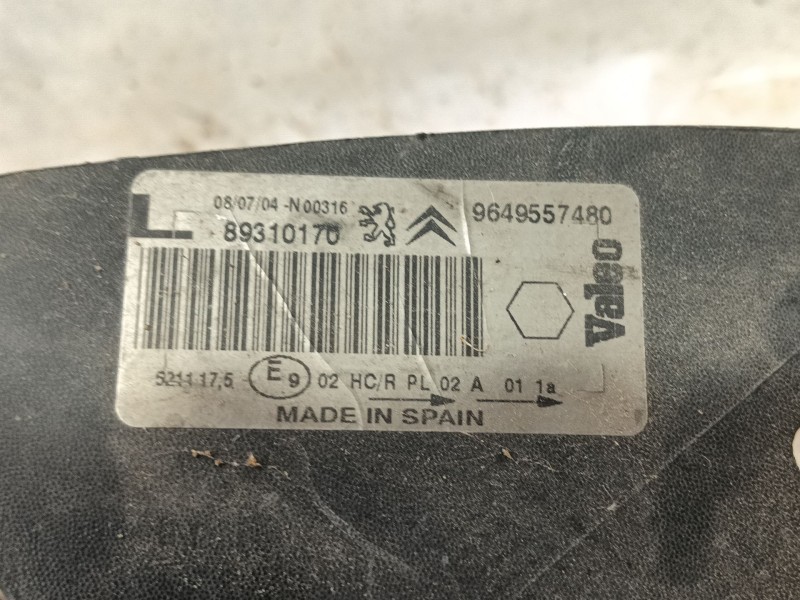 L
08/07/04 -N 00316
89310170
9649557480
Valeo
5211 17,5 E9 02 HC/R PL 02 A 01 1a
MADE IN SPAIN